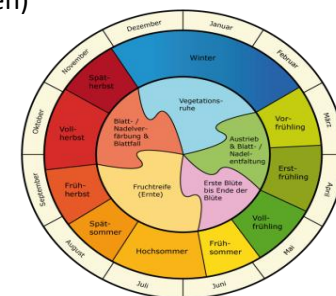 en)
Dezember
Januar
Februar
März
April
Mai
Juni
Juli
August
September
Oktober
November
Winter
Vor-
frühling
Erst-
frühling
Voll-
frühling
Früh-
sommer
Hochsommer
Spät-
sommer
Früh-
herbst
Voll-
herbst
Spät-
herbst
Vegetations-
ruhe
Austrieb
& Blatt- /
Nadel-
entfaltung
Erste Blüte
bis Ende der
Blüte
Fruchtreife
(Ernte)
Blatt- /
Nadelver-
färbung &
Blattfall